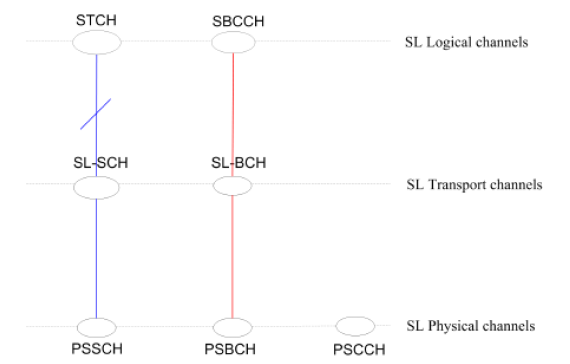 STCH SBCCH
SL Logical channels
SL-SCH SL-BCH
SL Transport channels
SL Physical channels
PSSCH PSBCH PSCCH